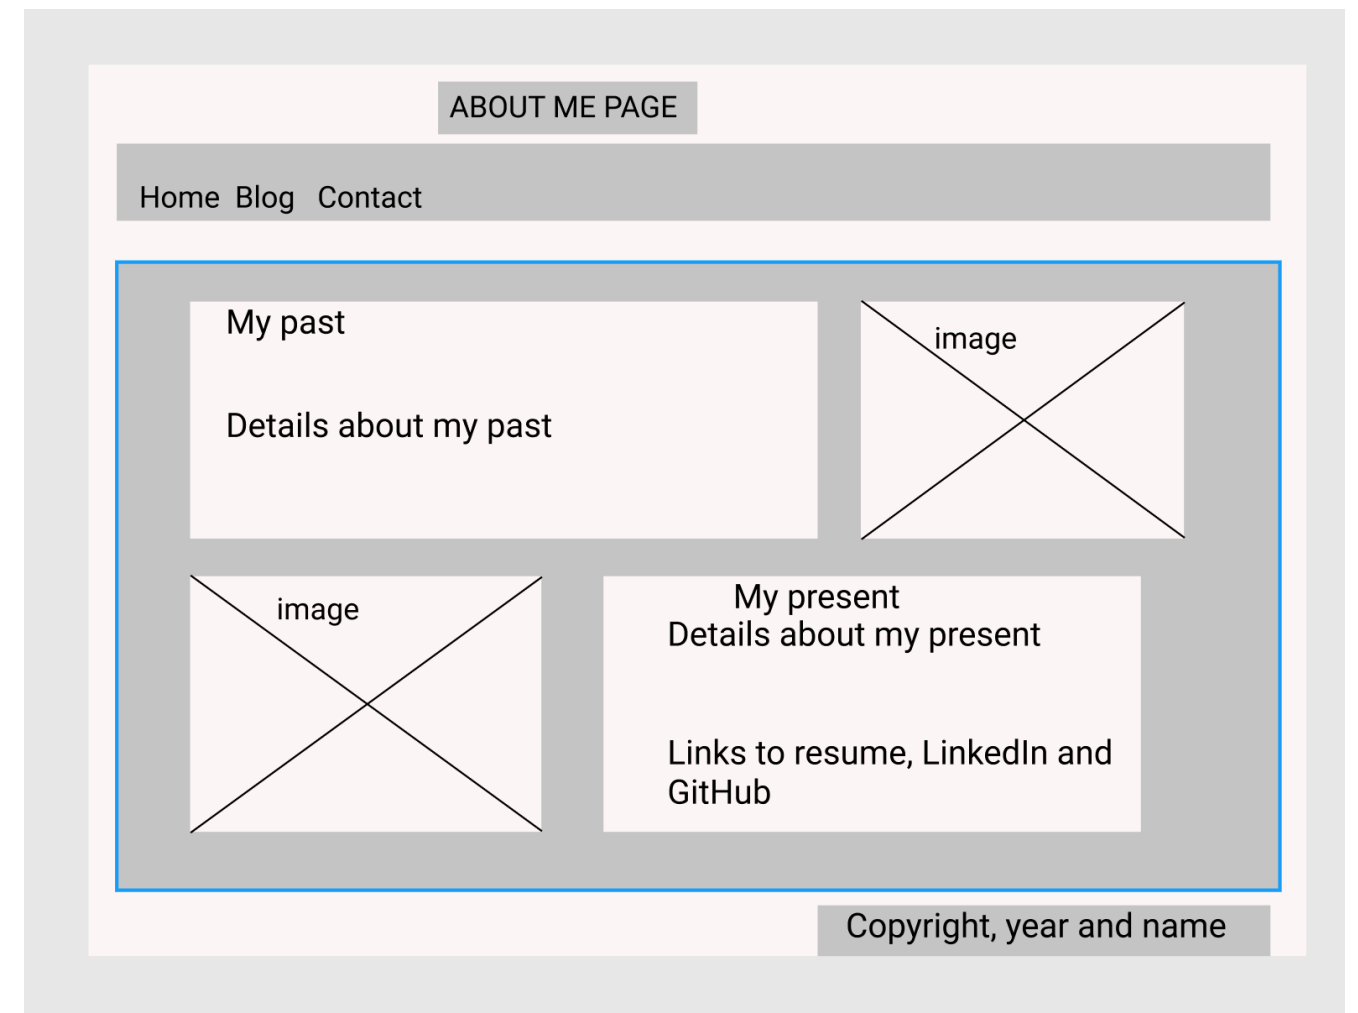 ABOUT ME PAGE
Home Blog Contact
My past
Details about my past
image
image
My present
Details about my present
Links to resume, LinkedIn and
GitHub
Copyright, year and name